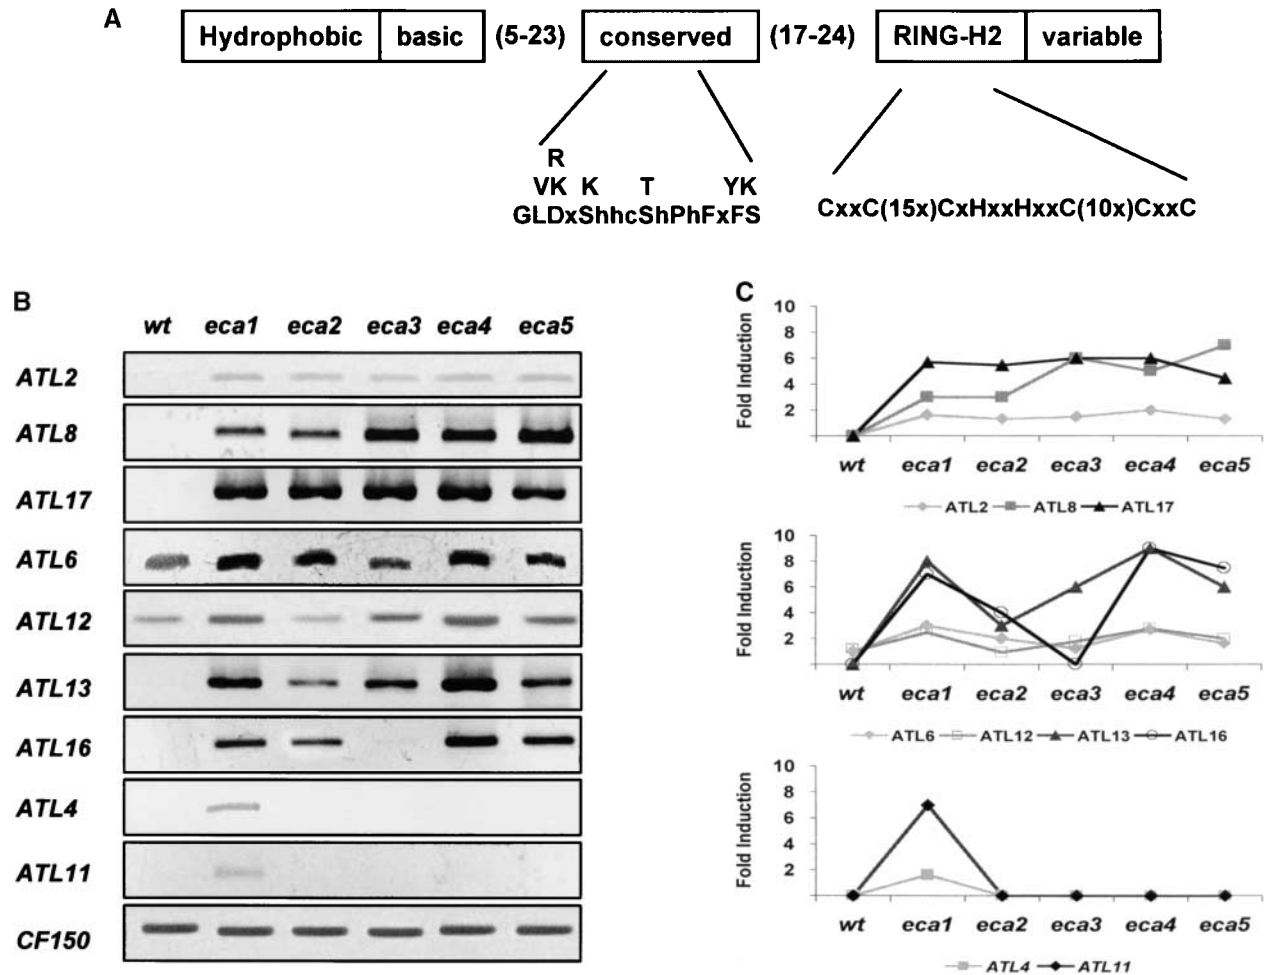 A
Hydrophobic basic (5-23) conserved (17-24) RING-H2 variable
R
VK K T YK
GLDxShhcShPhFxFS
CxxC(15x)CxHxxHxxC(10x)CxxC
B
wt eca1 eca2 eca3 eca4 eca5
ATL2
ATL8
ATL17
ATL6
ATL12
ATL13
ATL16
ATL4
ATL11
CF150
C
Fold Induction
10
8
6
4
2
wt eca1 eca2 eca3 eca4 eca5
ATL2 ATL8 ATL17
Fold Induction
10
8
6
4
2
wt eca1 eca2 eca3 eca4 eca5
ATL6 ATL12 ATL13 ATL16
Fold Induction
10
8
6
4
2
wt eca1 eca2 eca3 eca4 eca5
ATL4 ATL11